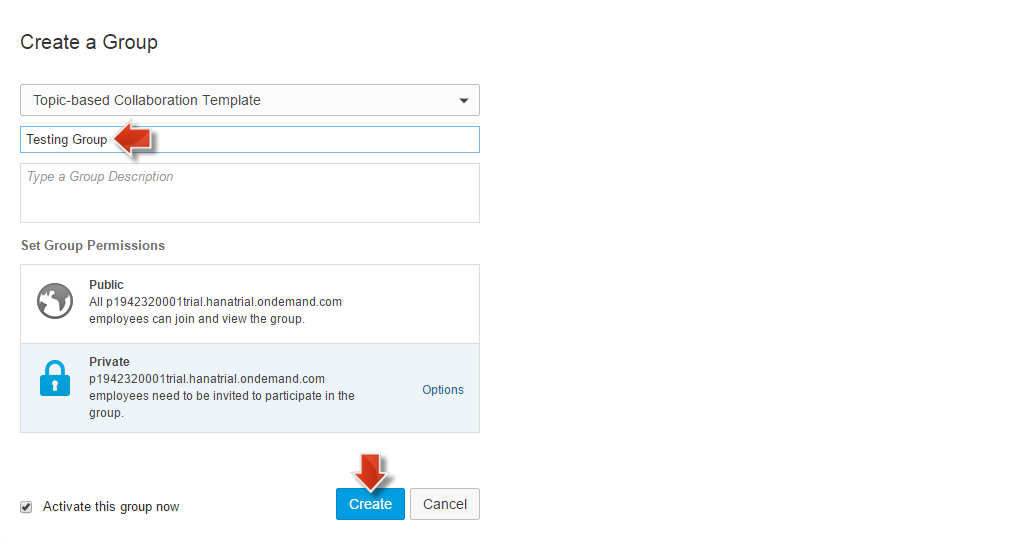 Create a Group
Topic-based Collaboration Template
Testing Group
Type a Group Description
Set Group Permissions
Public
All p1942320001trial.hanatrial.ondemand.com
employees can join and view the group.
Private
p1942320001trial.hanatrial.ondemand.com
employees need to be invited to participate in the
group.
Options
Activate this group now
Create
Cancel